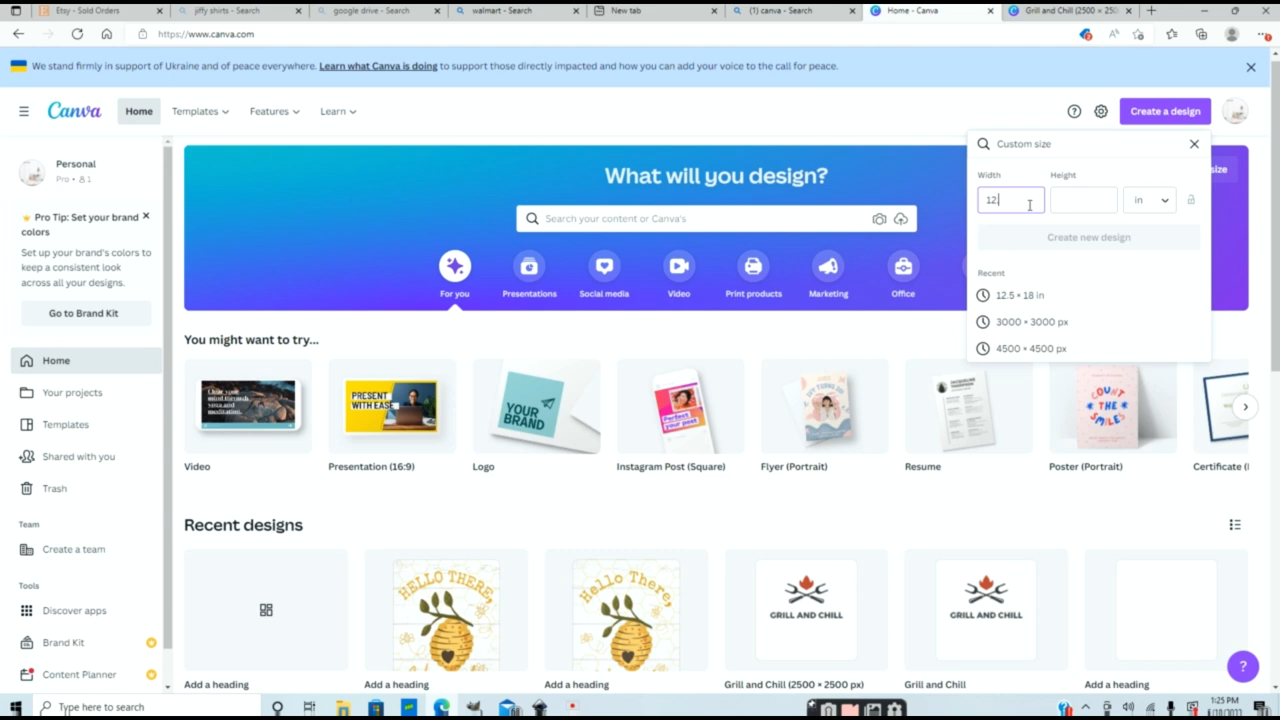 Etsy - Sold Orders
jiffy shirts - Search
google drive - Search
walmart - Search
New tab
(1) canva - Search
Home - Canva
Grill and Chill (2500 × 250
https://www.canva.com
We stand firmly in support of Ukraine and of peace everywhere. Learn what Canva is doing to support those directly impacted and how you can add your voice to the call for peace.
Canva
Home
Templates
Features
Learn
Create a design
Personal
Pro • 1
Pro Tip: Set your brand colors
Set up your brand's colors to
keep a consistent look
across all your designs.
Go to Brand Kit
Home
Your projects
Templates
Shared with you
Trash
Team
Create a team
Tools
Discover apps
Brand Kit
Content Planner
What will you design?
Search your content or Canva's
For you
Presentations
Social media
Video
Print products
Marketing
Office
size
Custom size
Width
Height
12.
in
Create new design
Recent
12.5 × 18 in
3000 × 3000 px
4500 × 4500 px
You might want to try...
PRESENT
WITH EASE
YOUR
BRAND
COUNT
THE
SMILES
Video
Presentation (16:9)
Logo
Instagram Post (Square)
Flyer (Portrait)
Resume
Poster (Portrait)
Certificate (l
Recent designs
HELLO THERE,
Hello There,
GRILL AND CHILL
GRILL AND CHILL
Add a heading
Add a heading
Add a heading
Grill and Chill (2500 × 2500 px)
Grill and Chill
Add a heading
?
Type here to search
1:25 PM